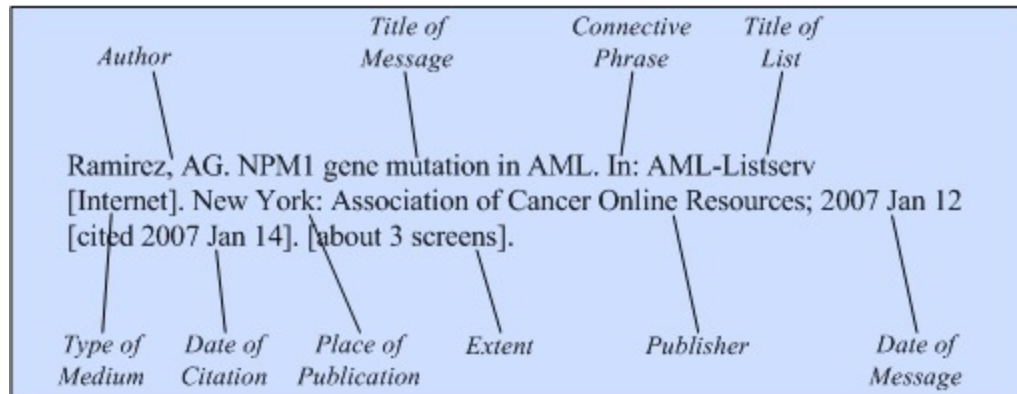 Title of Connective Title of
Author Message Phrase List
Ramirez, AG. NPM1 gene mutation in AML. In: AML-Listserv
[Internet]. New York: Association of Cancer Online Resources; 2007 Jan 12
[cited 2007 Jan 14]. [about 3 screens].
Type of Date of Place of Extent Publisher Date of
Medium Citation Publication Message